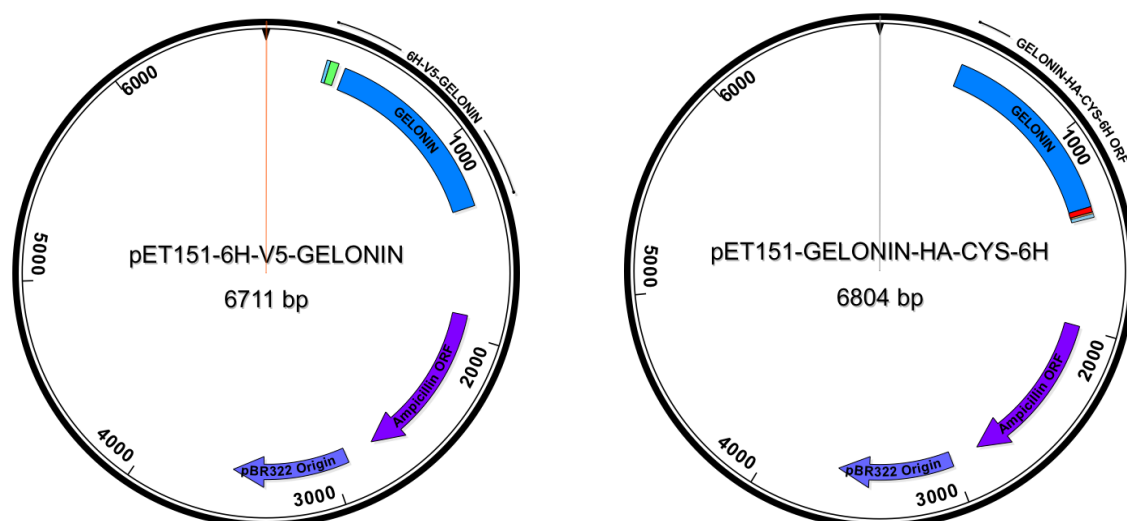 6H-V5-GELONIN
GELONIN
1000
2000
3000
4000
5000
6000
pET151-6H-V5-GELONIN
6711 bp
Ampicillin ORF
pBR322 Origin
GELONIN-HA-CYS-6H ORF
GELONIN
1000
2000
3000
4000
5000
6000
pET151-GELONIN-HA-CYS-6H
6804 bp
Ampicillin ORF
pBR322 Origin